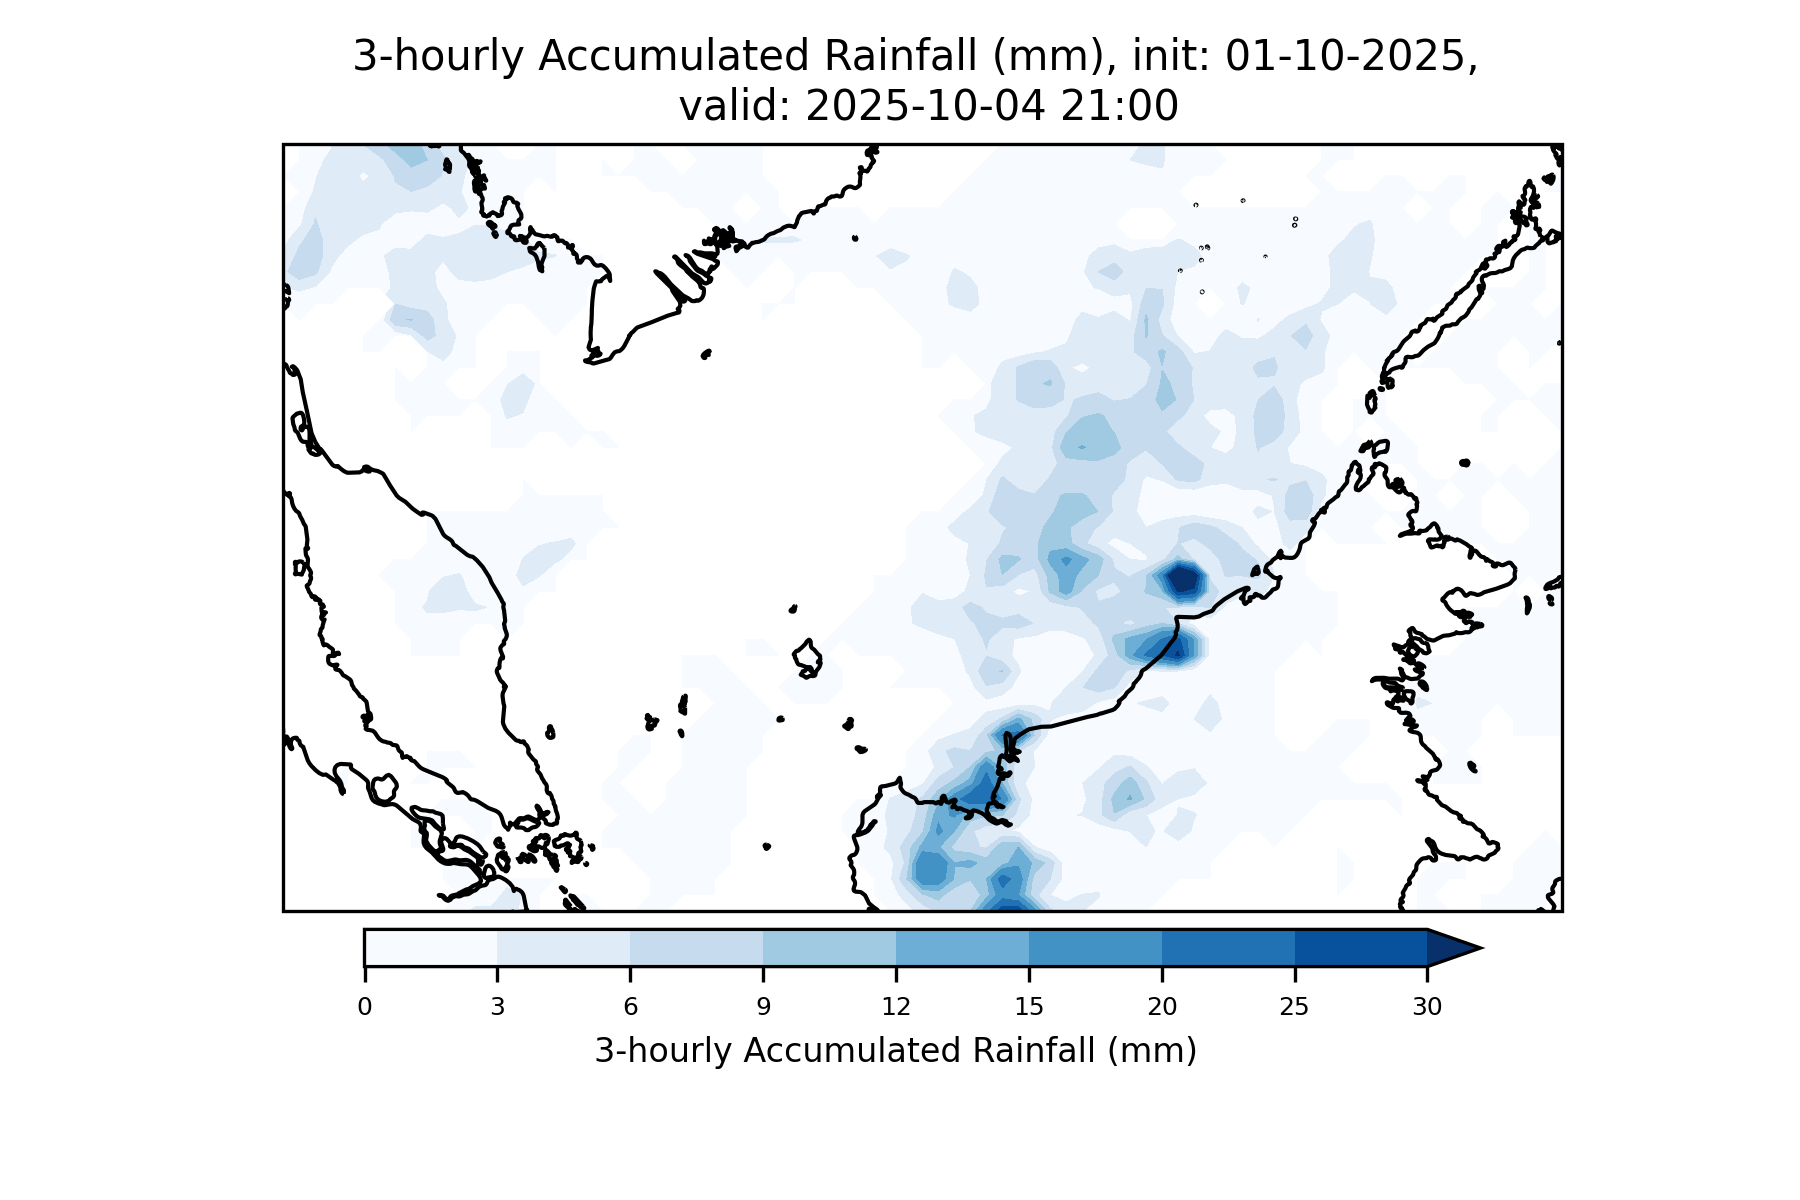 3-hourly Accumulated Rainfall (mm), init: 01-10-2025,
valid: 2025-10-04 21:00
0 3 6 9 12 15 20 25 30
3-hourly Accumulated Rainfall (mm)